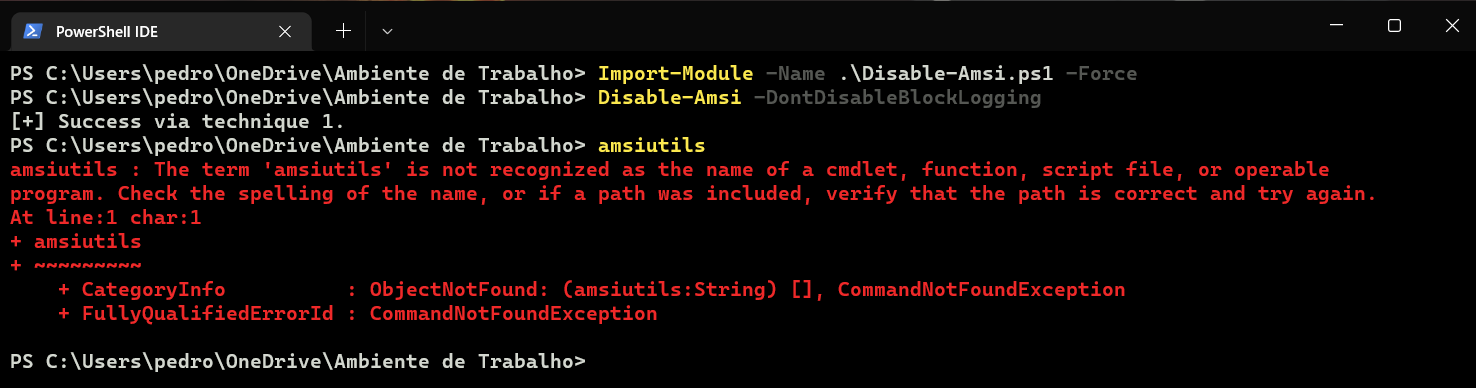 PowerShell IDE
PS C:\Users\pedro\OneDrive\Ambiente de Trabalho> Import-Module -Name .\Disable-Amsi.ps1 -Force
PS C:\Users\pedro\OneDrive\Ambiente de Trabalho> Disable-Amsi -DontDisableBlockLogging
[+] Success via technique 1.
PS C:\Users\pedro\OneDrive\Ambiente de Trabalho> amsiutils
amsiutils : The term 'amsiutils' is not recognized as the name of a cmdlet, function, script file, or operable
program. Check the spelling of the name, or if a path was included, verify that the path is correct and try again.
At line:1 char:1
+ amsiutils
+ ~~~~~~~~~
    + CategoryInfo          : ObjectNotFound: (amsiutils:String) [], CommandNotFoundException
    + FullyQualifiedErrorId : CommandNotFoundException
PS C:\Users\pedro\OneDrive\Ambiente de Trabalho>